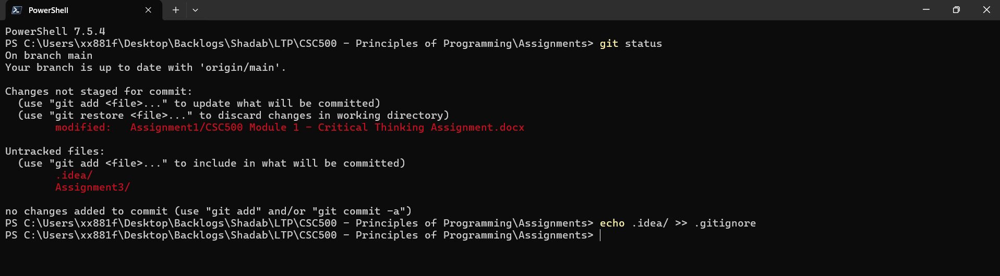 PowerShell
PowerShell 7.5.4
PS C:\Users\xx881f\Desktop\Backlogs\Shadab\LTP\CSC500 - Principles of Programming\Assignments> git status
On branch main
Your branch is up to date with 'origin/main'.
Changes not staged for commit:
  (use "git add <file>..." to update what will be committed)
  (use "git restore <file>..." to discard changes in working directory)
        modified:   Assignment1/CSC500 Module 1 - Critical Thinking Assignment.docx
Untracked files:
  (use "git add <file>..." to include in what will be committed)
        .idea/
        Assignment3/
no changes added to commit (use "git add" and/or "git commit -a")
PS C:\Users\xx881f\Desktop\Backlogs\Shadab\LTP\CSC500 - Principles of Programming\Assignments> echo .idea/ >> .gitignore
PS C:\Users\xx881f\Desktop\Backlogs\Shadab\LTP\CSC500 - Principles of Programming\Assignments>